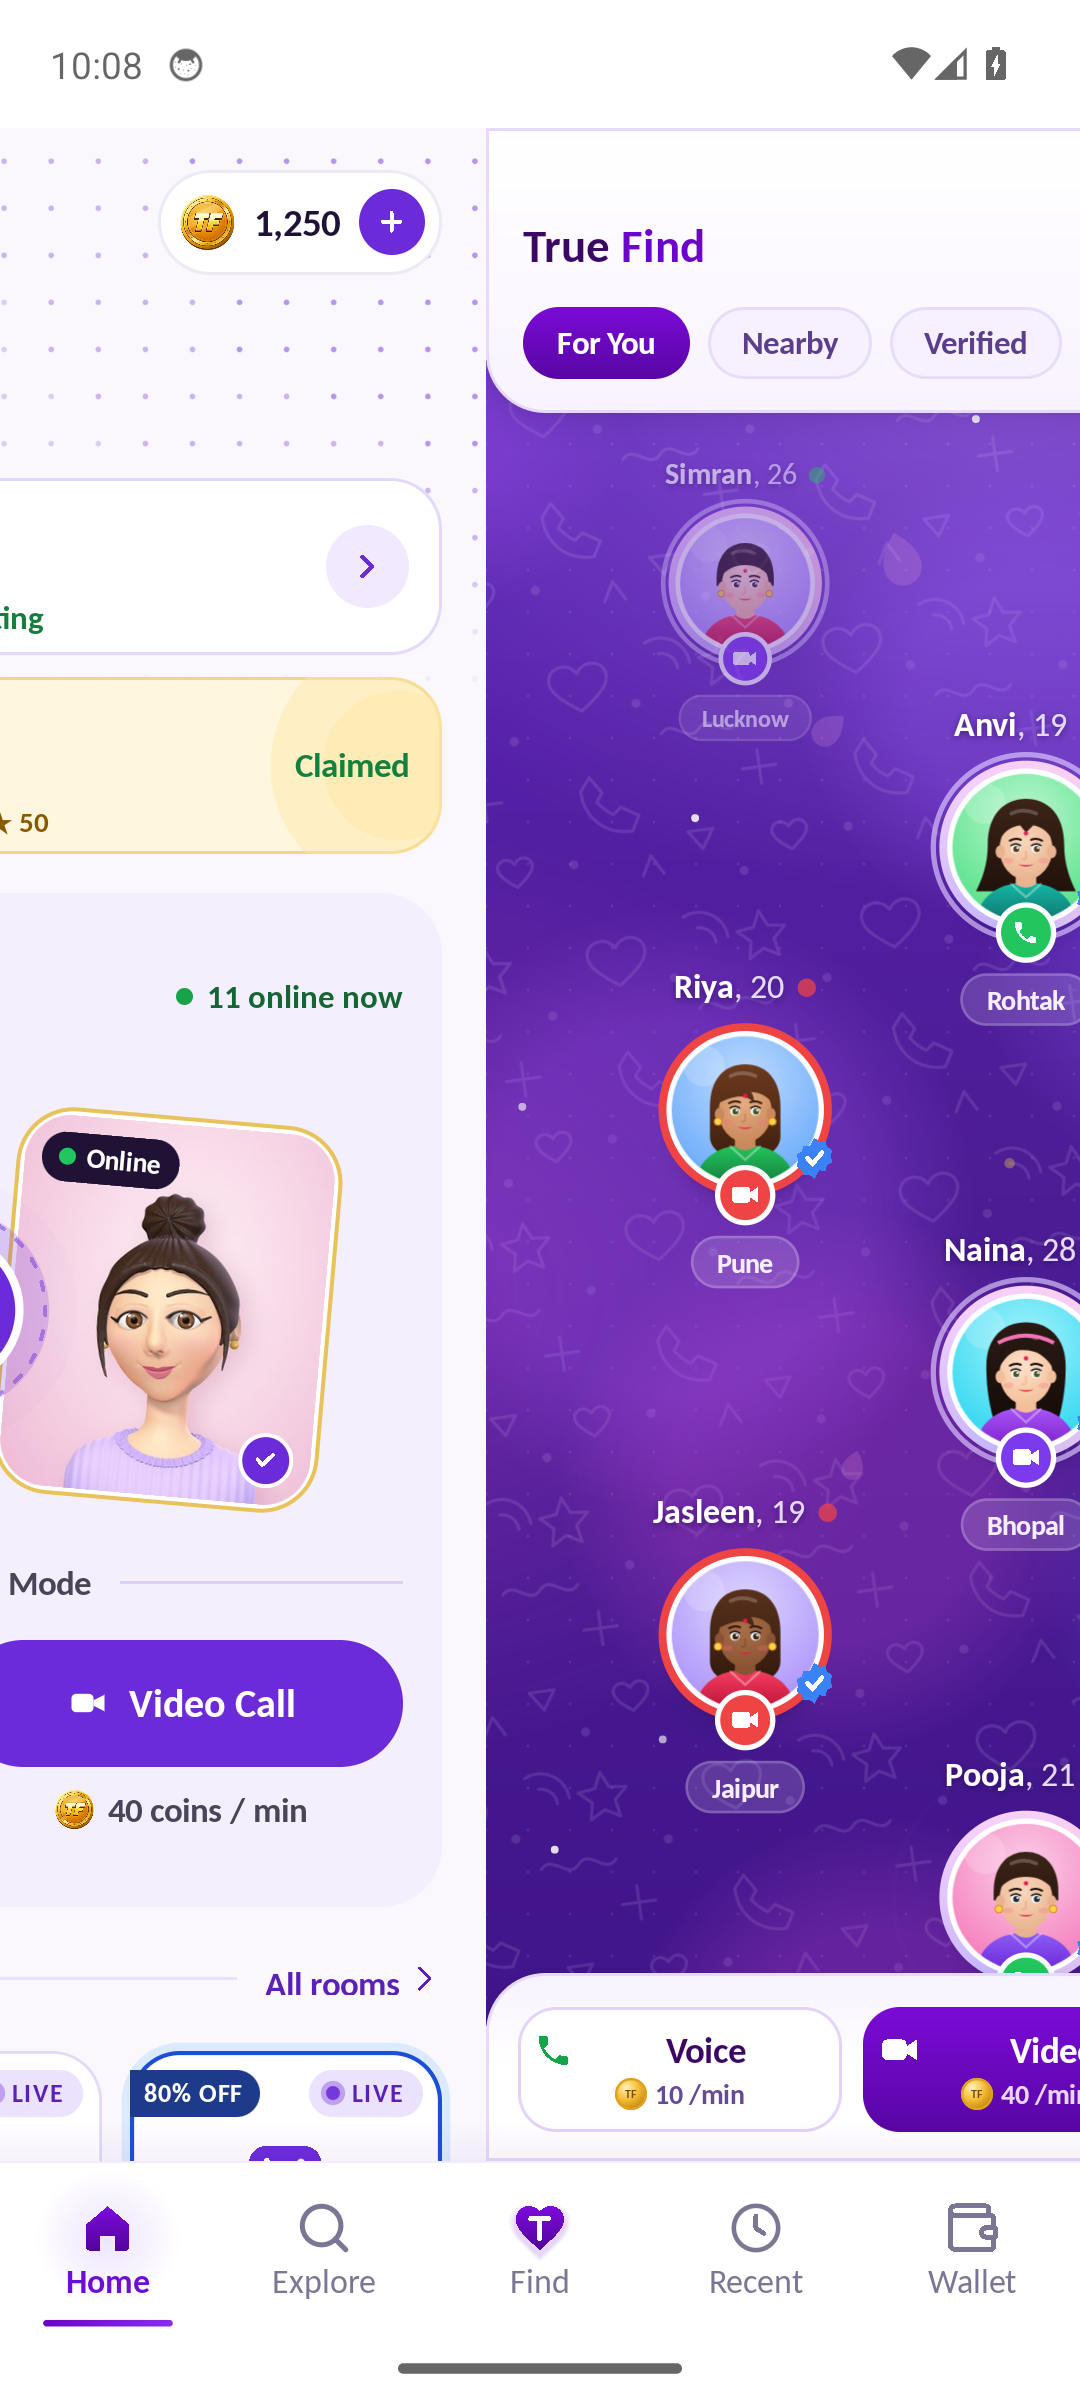 10:08
1,250
ting
Claimed
★ 50
11 online now
Online
Mode
Video Call
40 coins / min
All rooms
LIVE
80% OFF
LIVE
True Find
For You
Nearby
Verified
Simran, 26
Lucknow
Anvi, 19
Rohtak
Riya, 20
Pune
Naina, 28
Bhopal
Jasleen, 19
Jaipur
Pooja, 21
Voice
10 /min
Vide
40 /mi
Home
Explore
Find
Recent
Wallet